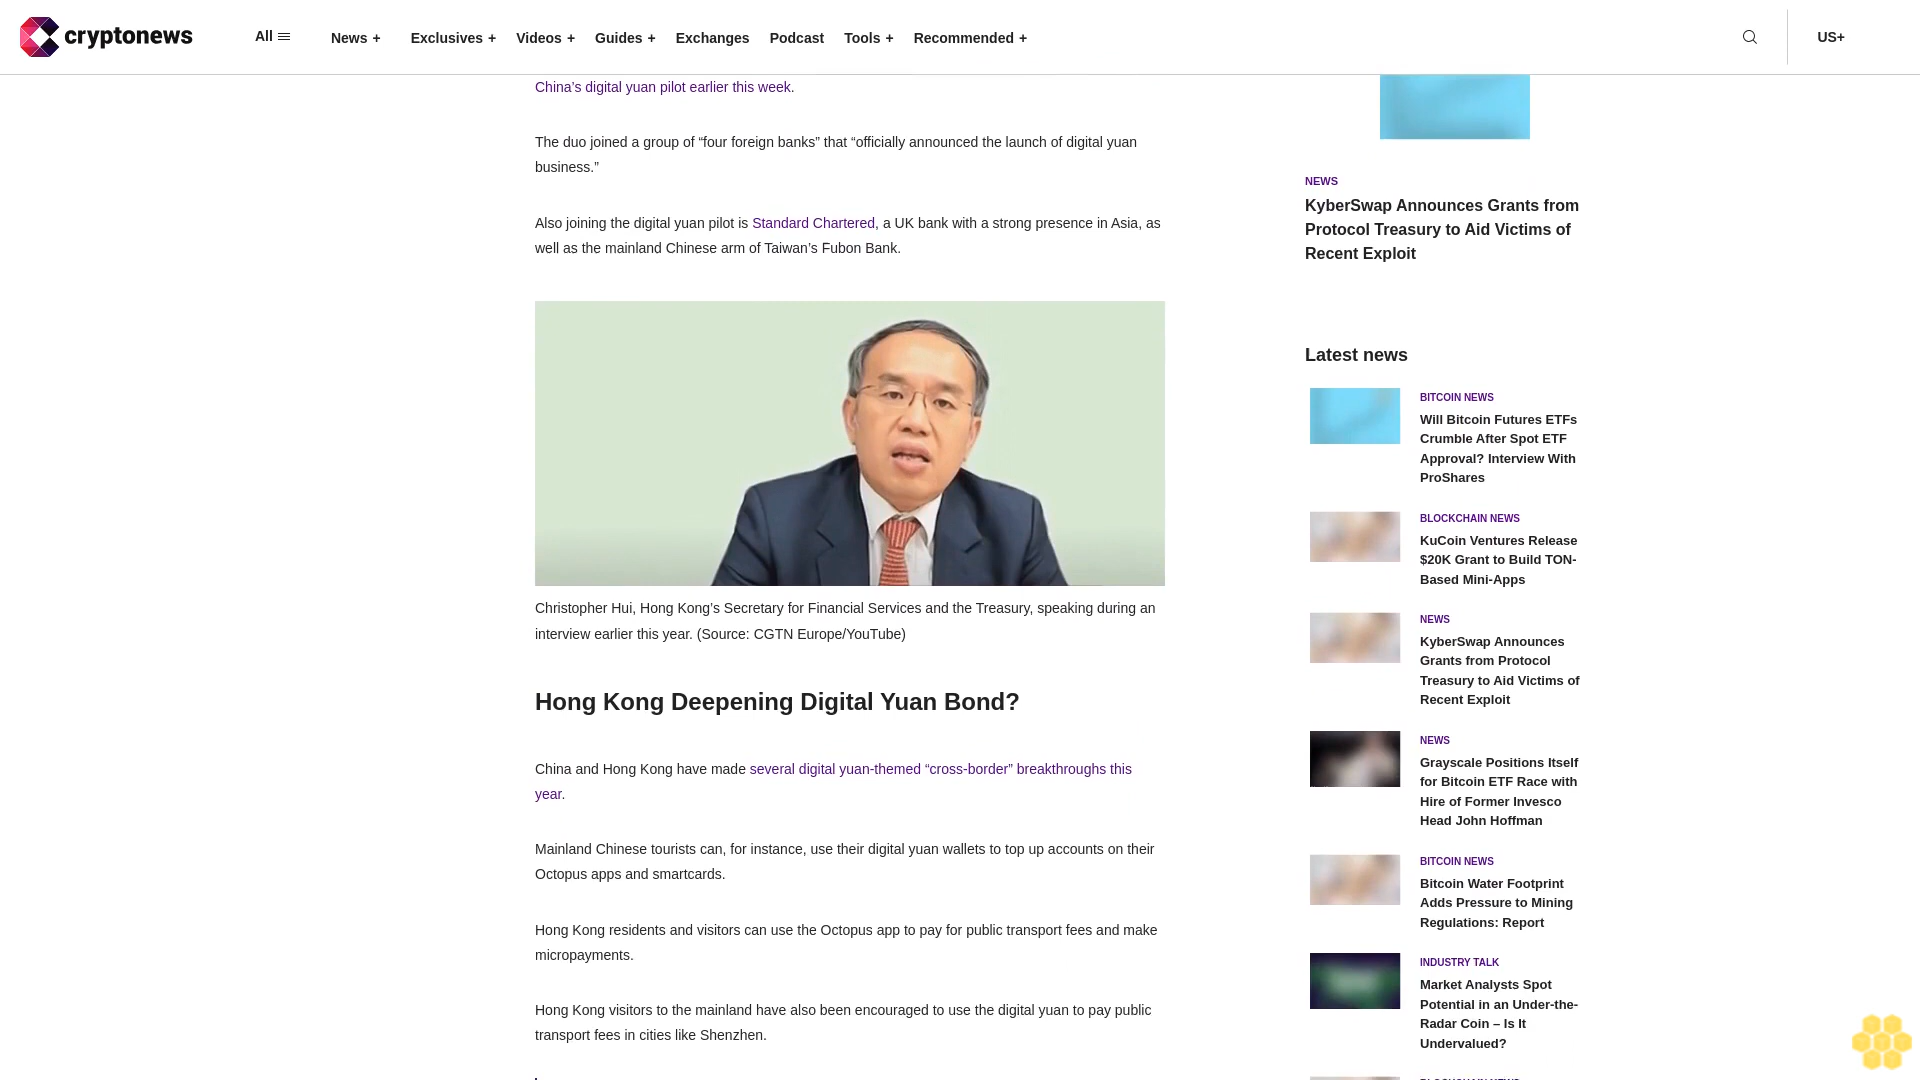 cryptonews
All
News +
Exclusives +
Videos +
Guides +
Exchanges
Podcast
Tools +
Recommended +
US+
China’s digital yuan pilot earlier this week.
The duo joined a group of “four foreign banks” that “officially announced the launch of digital yuan
business.”
Also joining the digital yuan pilot is Standard Chartered, a UK bank with a strong presence in Asia, as
well as the mainland Chinese arm of Taiwan’s Fubon Bank.
Christopher Hui, Hong Kong’s Secretary for Financial Services and the Treasury, speaking during an
interview earlier this year. (Source: CGTN Europe/YouTube)
Hong Kong Deepening Digital Yuan Bond?
China and Hong Kong have made several digital yuan-themed “cross-border” breakthroughs this
year.
Mainland Chinese tourists can, for instance, use their digital yuan wallets to top up accounts on their
Octopus apps and smartcards.
Hong Kong residents and visitors can use the Octopus app to pay for public transport fees and make
micropayments.
Hong Kong visitors to the mainland have also been encouraged to use the digital yuan to pay public
transport fees in cities like Shenzhen.
NEWS
KyberSwap Announces Grants from
Protocol Treasury to Aid Victims of
Recent Exploit
Latest news
BITCOIN NEWS
Will Bitcoin Futures ETFs
Crumble After Spot ETF
Approval? Interview With
ProShares
BLOCKCHAIN NEWS
KuCoin Ventures Release
$20K Grant to Build TON-
Based Mini-Apps
NEWS
KyberSwap Announces
Grants from Protocol
Treasury to Aid Victims of
Recent Exploit
NEWS
Grayscale Positions Itself
for Bitcoin ETF Race with
Hire of Former Invesco
Head John Hoffman
BITCOIN NEWS
Bitcoin Water Footprint
Adds Pressure to Mining
Regulations: Report
INDUSTRY TALK
Market Analysts Spot
Potential in an Under-the-
Radar Coin – Is It
Undervalued?